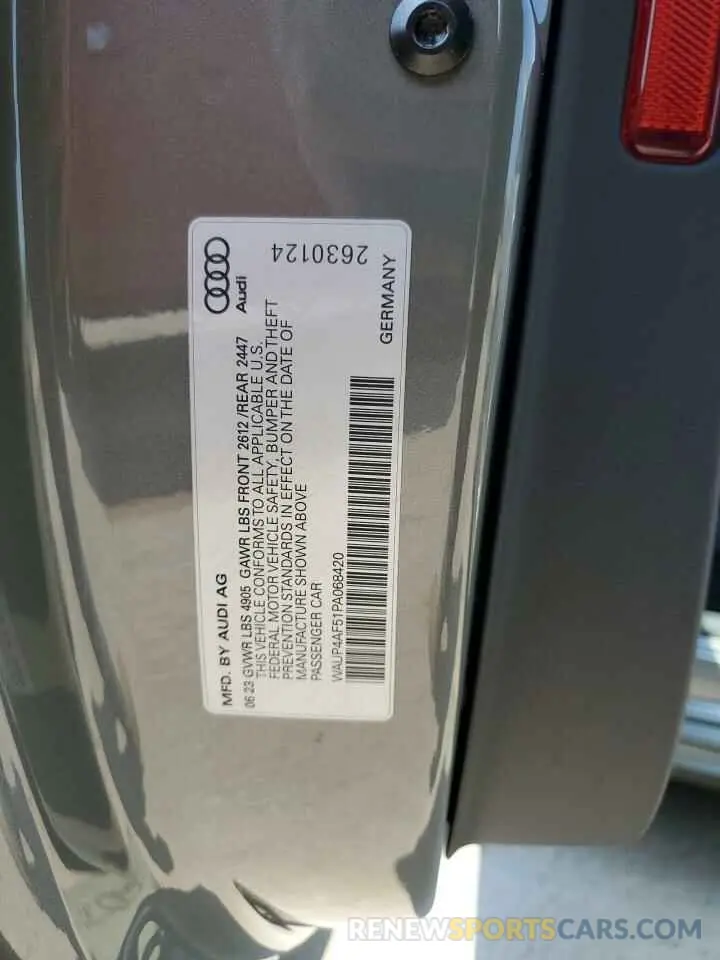 Audi
2630124
MFD. BY AUDI AG
06 23 GVWR LBS 4905 GAWR LBS FRONT 2612 /REAR 2447
THIS VEHICLE CONFORMS TO ALL APPLICABLE U.S.
FEDERAL MOTOR VEHICLE SAFETY, BUMPER AND THEFT
PREVENTION STANDARDS IN EFFECT ON THE DATE OF
MANUFACTURE SHOWN ABOVE
PASSENGER CAR
WAUP4AF51PA068420
GERMANY
RENEWSPORTSCARS.COM